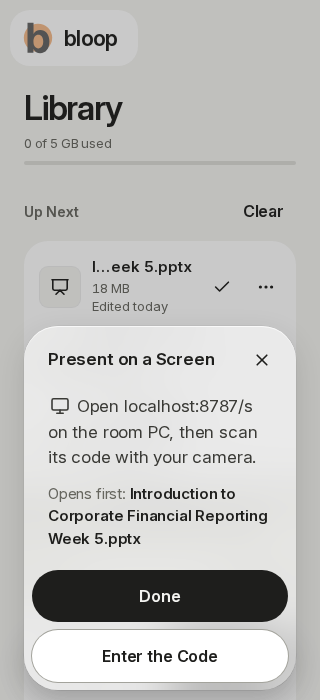 bloop
Library
0 of 5 GB used
Up Next
Clear
I…eek 5.pptx
18 MB
Edited today
Present on a Screen
Open localhost:8787/s
on the room PC, then scan
its code with your camera.
Opens first: Introduction to
Corporate Financial Reporting
Week 5.pptx
Done
Enter the Code